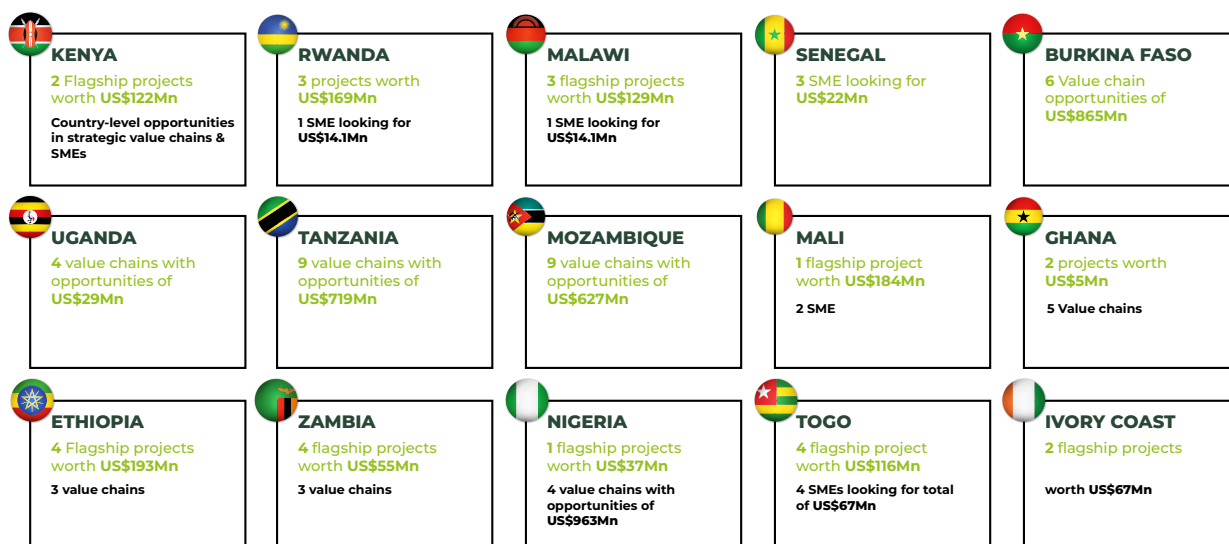 KENYA
2 Flagship projects
worth US$122Mn
Country-level opportunities
in strategic value chains &
SMEs
RWANDA
3 projects worth
US$169Mn
1 SME looking for
US$14.1Mn
MALAWI
3 flagship projects
worth US$129Mn
1 SME looking for
US$14.1Mn
SENEGAL
3 SME looking for
US$22Mn
BURKINA FASO
6 Value chain
opportunities of
US$865Mn
UGANDA
4 value chains with
opportunities of
US$29Mn
TANZANIA
9 value chains with
opportunities of
US$719Mn
MOZAMBIQUE
9 value chains with
opportunities of
US$627Mn
MALI
1 flagship project
worth US$184Mn
2 SME
GHANA
2 projects worth
US$5Mn
5 Value chains
ETHIOPIA
4 Flagship projects
worth US$193Mn
3 value chains
ZAMBIA
4 flagship projects
worth US$55Mn
3 value chains
NIGERIA
1 flagship projects
worth US$37Mn
4 value chains with
opportunities of
US$963Mn
TOGO
4 flagship project
worth US$116Mn
4 SMEs looking for total
of US$67Mn
IVORY COAST
2 flagship projects
worth US$67Mn